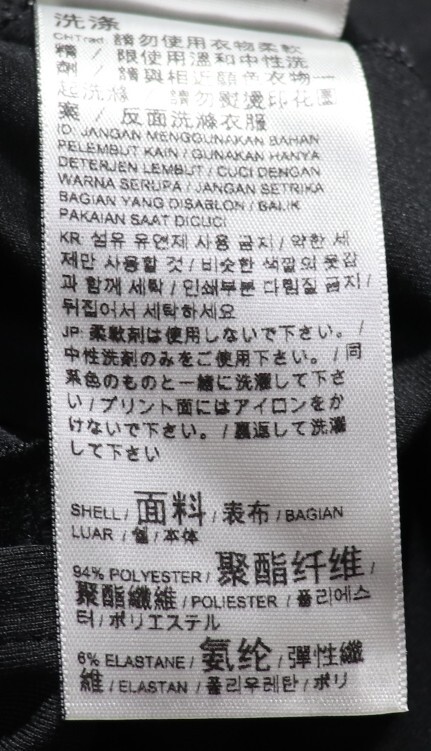 洗涤
CHTrad: 請勿使用衣物柔軟
精 / 限使用溫和中性洗
劑 / 請與相近顏色衣物一
起洗滌 / 請勿熨燙印花圖
案 / 反面洗滌衣服
ID: JANGAN MENGGUNAKAN BAHAN
PELEMBUT KAIN / GUNAKAN HANYA
DETERJEN LEMBUT / CUCI DENGAN
WARNA SERUPA / JANGAN SETRIKA
BAGIAN YANG DISABLON / BALIK
PAKAIAN SAAT DICUCI
KR: 섬유 유연제 사용 금지 / 약한 세
제만 사용할 것 / 비슷한 색깔의 옷감
과 함께 세탁 / 인쇄부분 다림질 금지 /
뒤집어서 세탁하세요
JP: 柔軟剤は使用しないで下さい。 /
中性洗剤のみをご使用下さい。 / 同
系色のものと一緒に洗濯して下さ
い / プリント面にはアイロンをか
けないで下さい。 / 裏返して洗濯
して下さい
SHELL / 面料 / 表布 / BAGIAN
LUAR / 겉 / 本体
94% POLYESTER / 聚酯纤维 /
聚酯纖維 / POLIESTER / 폴리에스
터 / ポリエステル
6% ELASTANE / 氨纶 / 彈性纖
維 / ELASTAN / 폴리우레탄 / ポリ